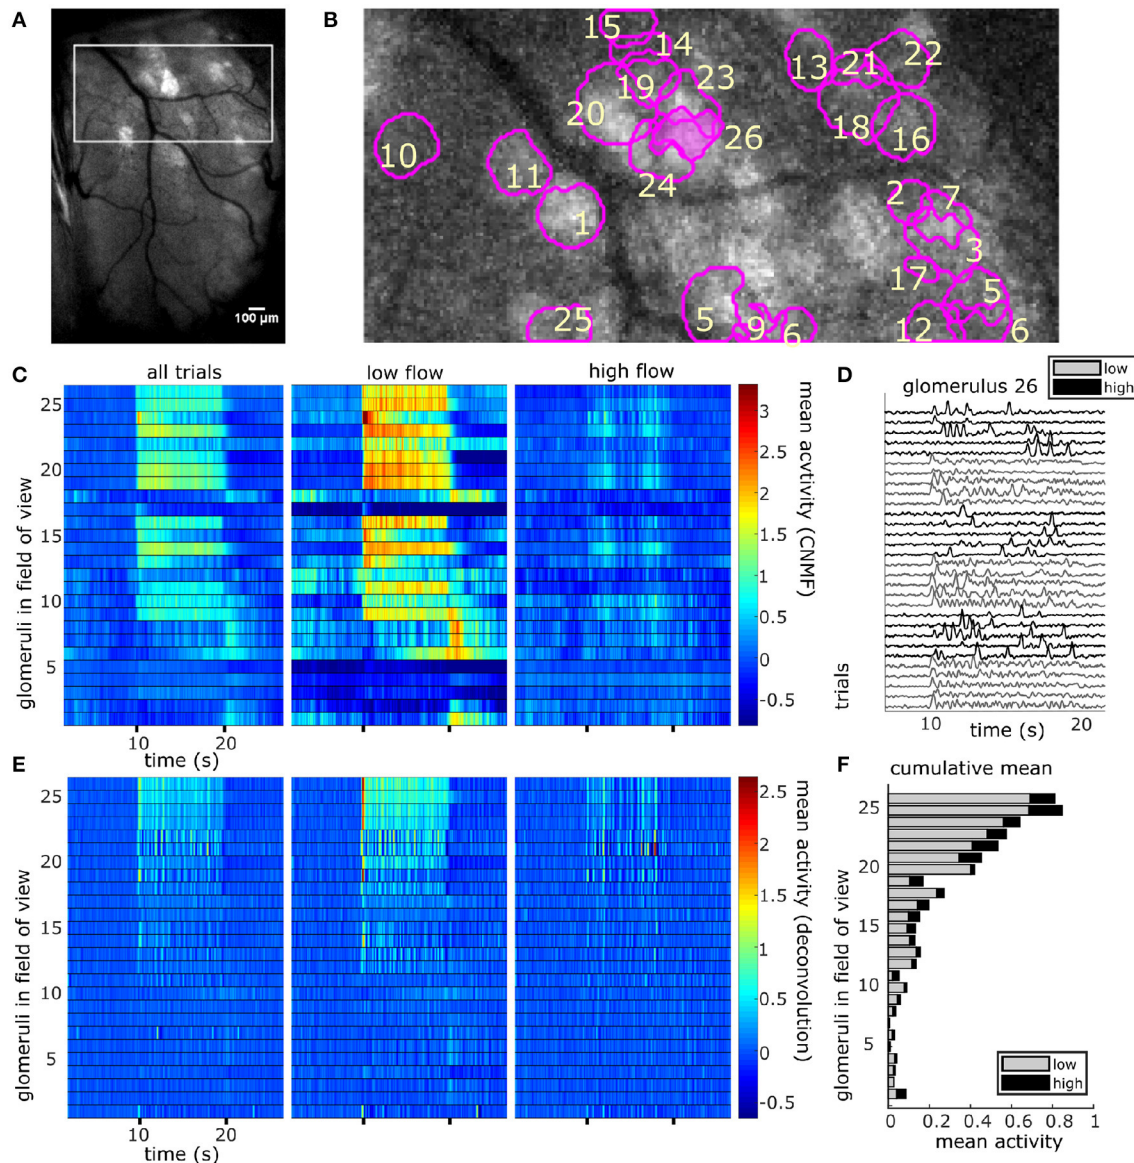 A
100 µm
B
15
14
23
19
20
26
24
10
11
1
13
21
22
18
16
2
7
3
17
5
12
6
25
5
9
6
C
all trials
low flow
high flow
glomeruli in field of view
25
20
15
10
5
10
20
time (s)
3
2.5
2
1.5
1
0.5
0
-0.5
mean acvtivity (CNMF)
D
glomerulus 26
low
high
trials
10
20
time (s)
E
glomeruli in field of view
25
20
15
10
5
10
20
time (s)
2.5
2
1.5
1
0.5
0
-0.5
mean activity (deconvolution)
F
cumulative mean
glomeruli in field of view
25
20
15
10
5
low
high
0 0.2 0.4 0.6 0.8 1
mean activity